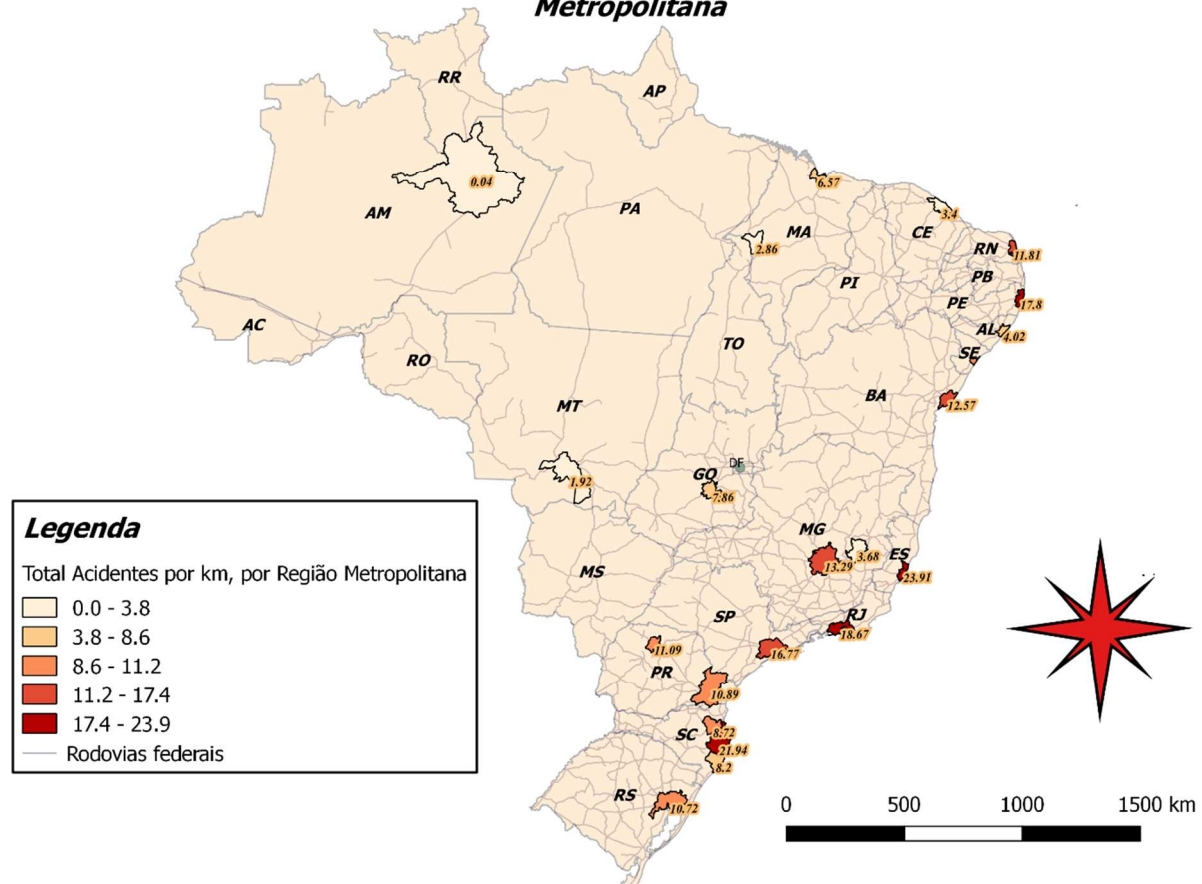 Metropolitana
RR
AP
0.04
6.57
AM
PA
3.4
MA
CE
2.86
RN
11.81
PB
PI
PE
17.8
AC
AL
4.02
TO
SE
RO
BA
MT
12.57
DF
GO
1.92
7.86
MG
ES
3.68
13.29
23.91
MS
SP
RJ
18.67
11.09
16.77
PR
10.89
SC
8.72
21.94
8.2
RS
10.72
Legenda
Total Acidentes por km, por Região Metropolitana
0.0 - 3.8
3.8 - 8.6
8.6 - 11.2
11.2 - 17.4
17.4 - 23.9
Rodovias federais
0 500 1000 1500 km